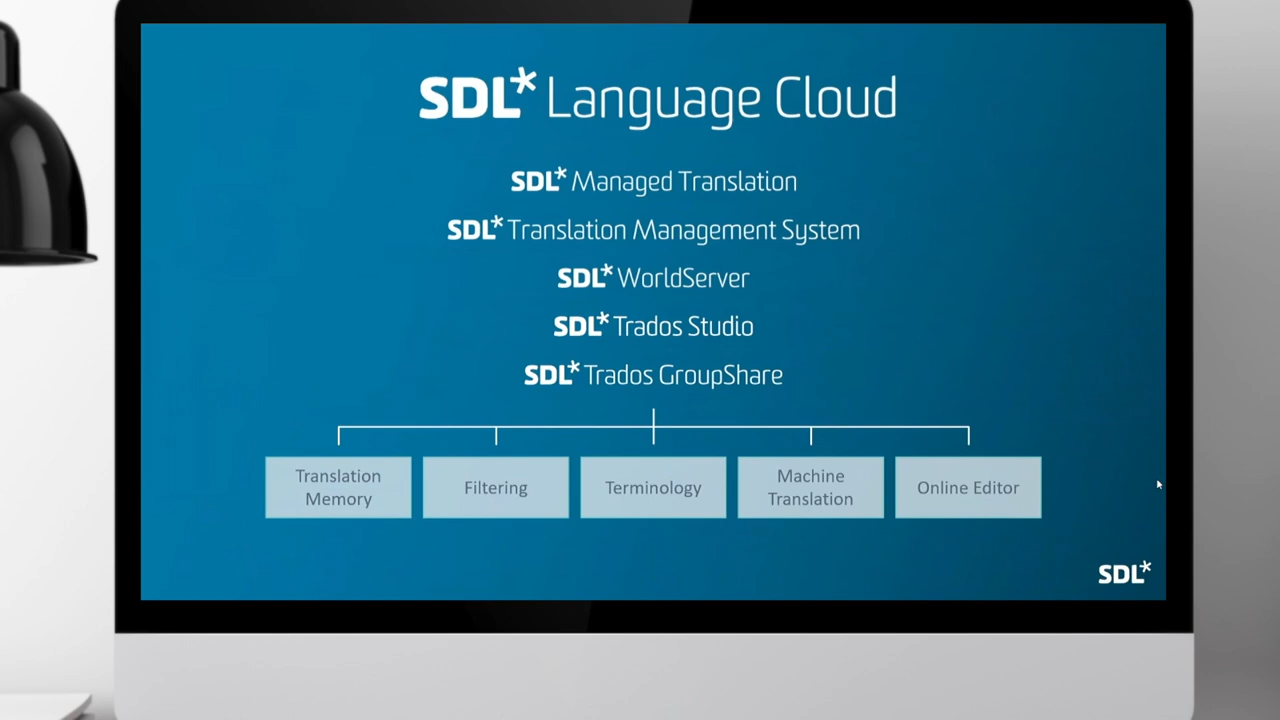 SDL* Language Cloud
SDL* Managed Translation
SDL* Translation Management System
SDL* WorldServer
SDL* Trados Studio
SDL* Trados GroupShare
Translation
Memory
Filtering
Terminology
Machine
Translation
Online Editor
SDL*